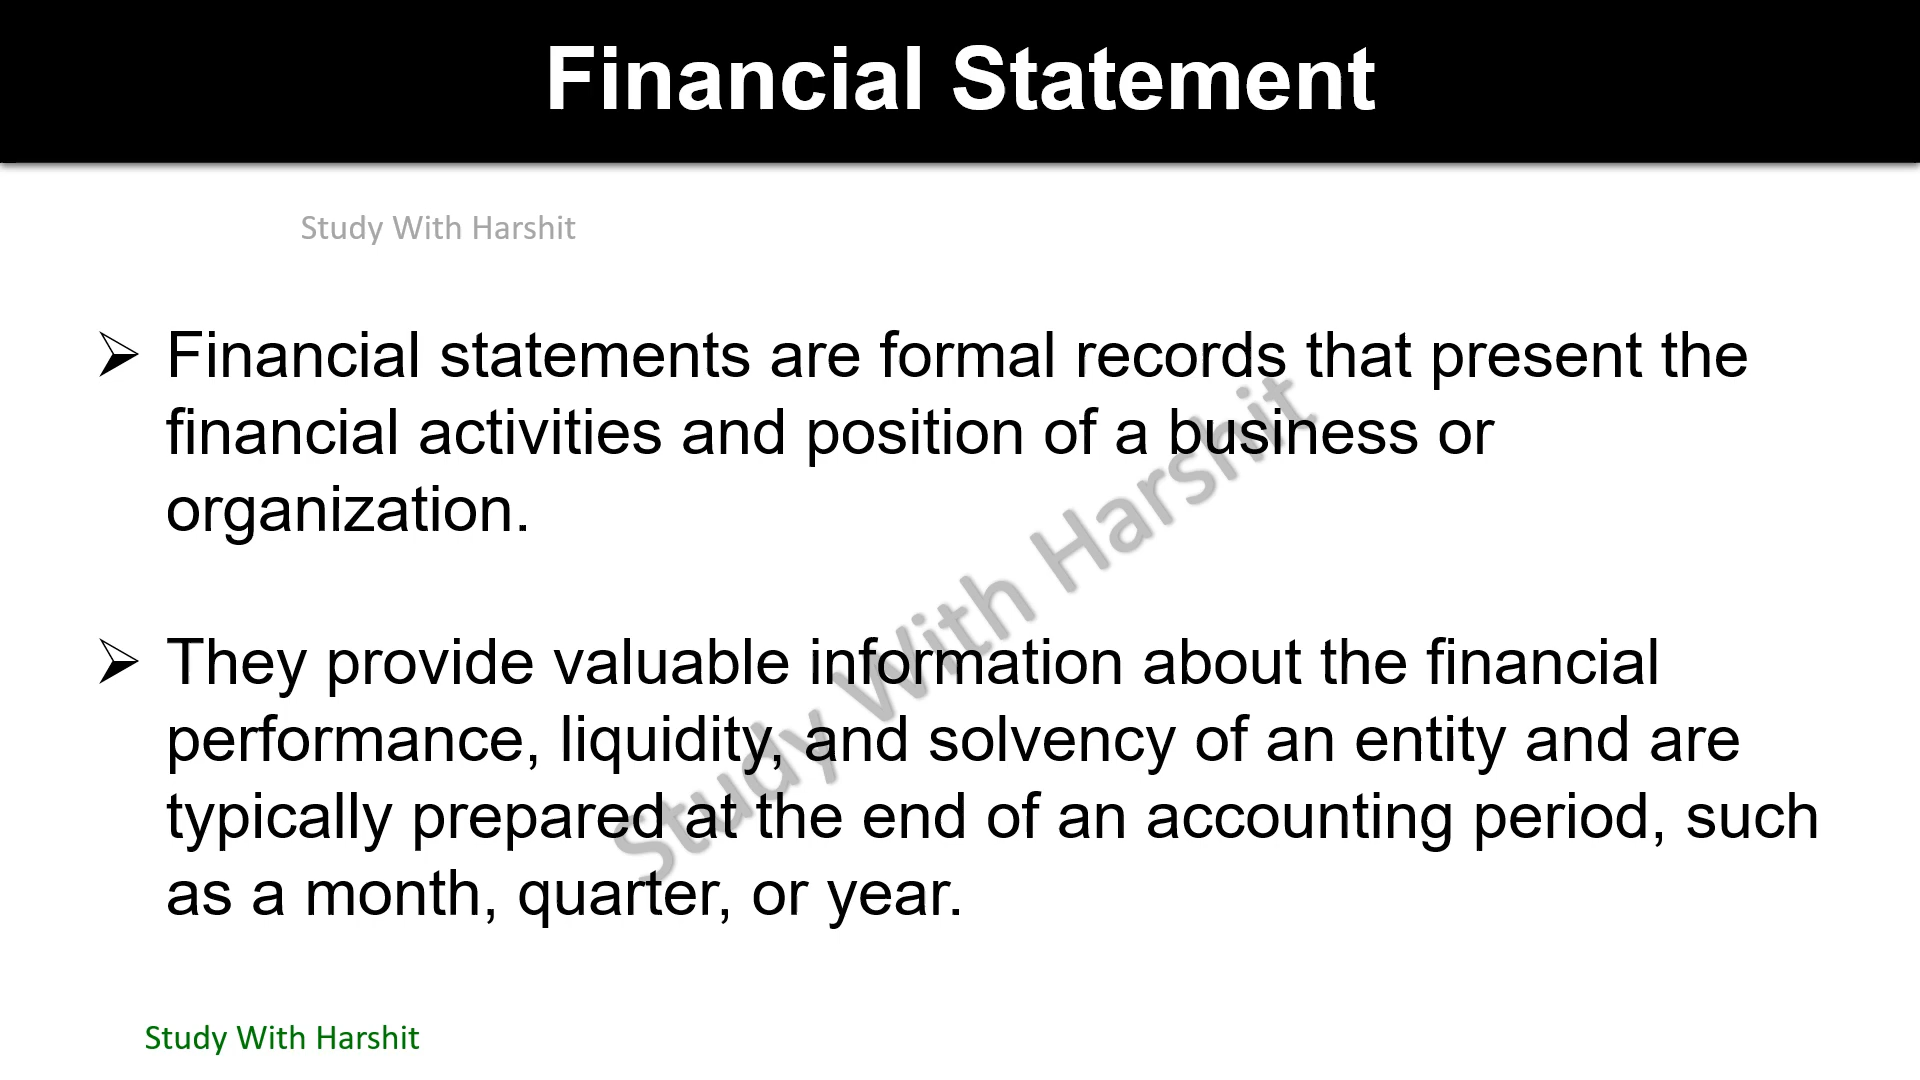 Financial Statement
Study With Harshit
➢ Financial statements are formal records that present the
financial activities and position of a business or
organization.
➢ They provide valuable information about the financial
performance, liquidity, and solvency of an entity and are
typically prepared at the end of an accounting period, such
as a month, quarter, or year.
Study With Harshit
Study With Harshit